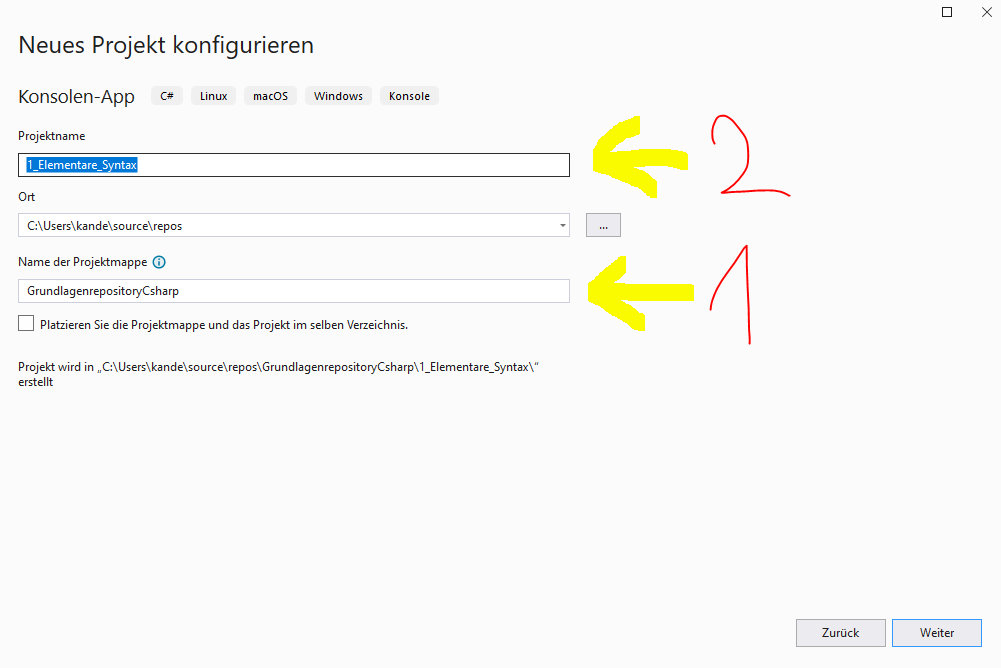 Neues Projekt konfigurieren
Konsolen-App C# Linux macOS Windows Konsole
Projektname
1_Elementare_Syntax
2
Ort
C:\Users\kande\source\repos
...
Name der Projektmappe
GrundlagenrepositoryCsharp
1
Platzieren Sie die Projektmappe und das Projekt im selben Verzeichnis.
Projekt wird in „C:\Users\kande\source\repos\GrundlagenrepositoryCsharp\1_Elementare_Syntax\“
erstellt
Zurück Weiter